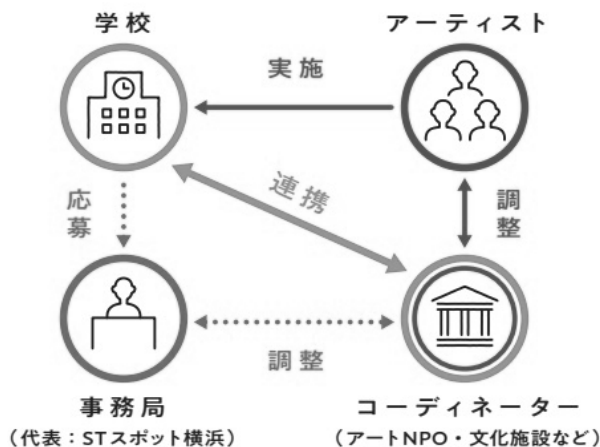 学校
アーティスト
実施
連携
応募
調整
調整
事務局
（代表：STスポット横浜）
コーディネーター
（アートNPO・文化施設など）